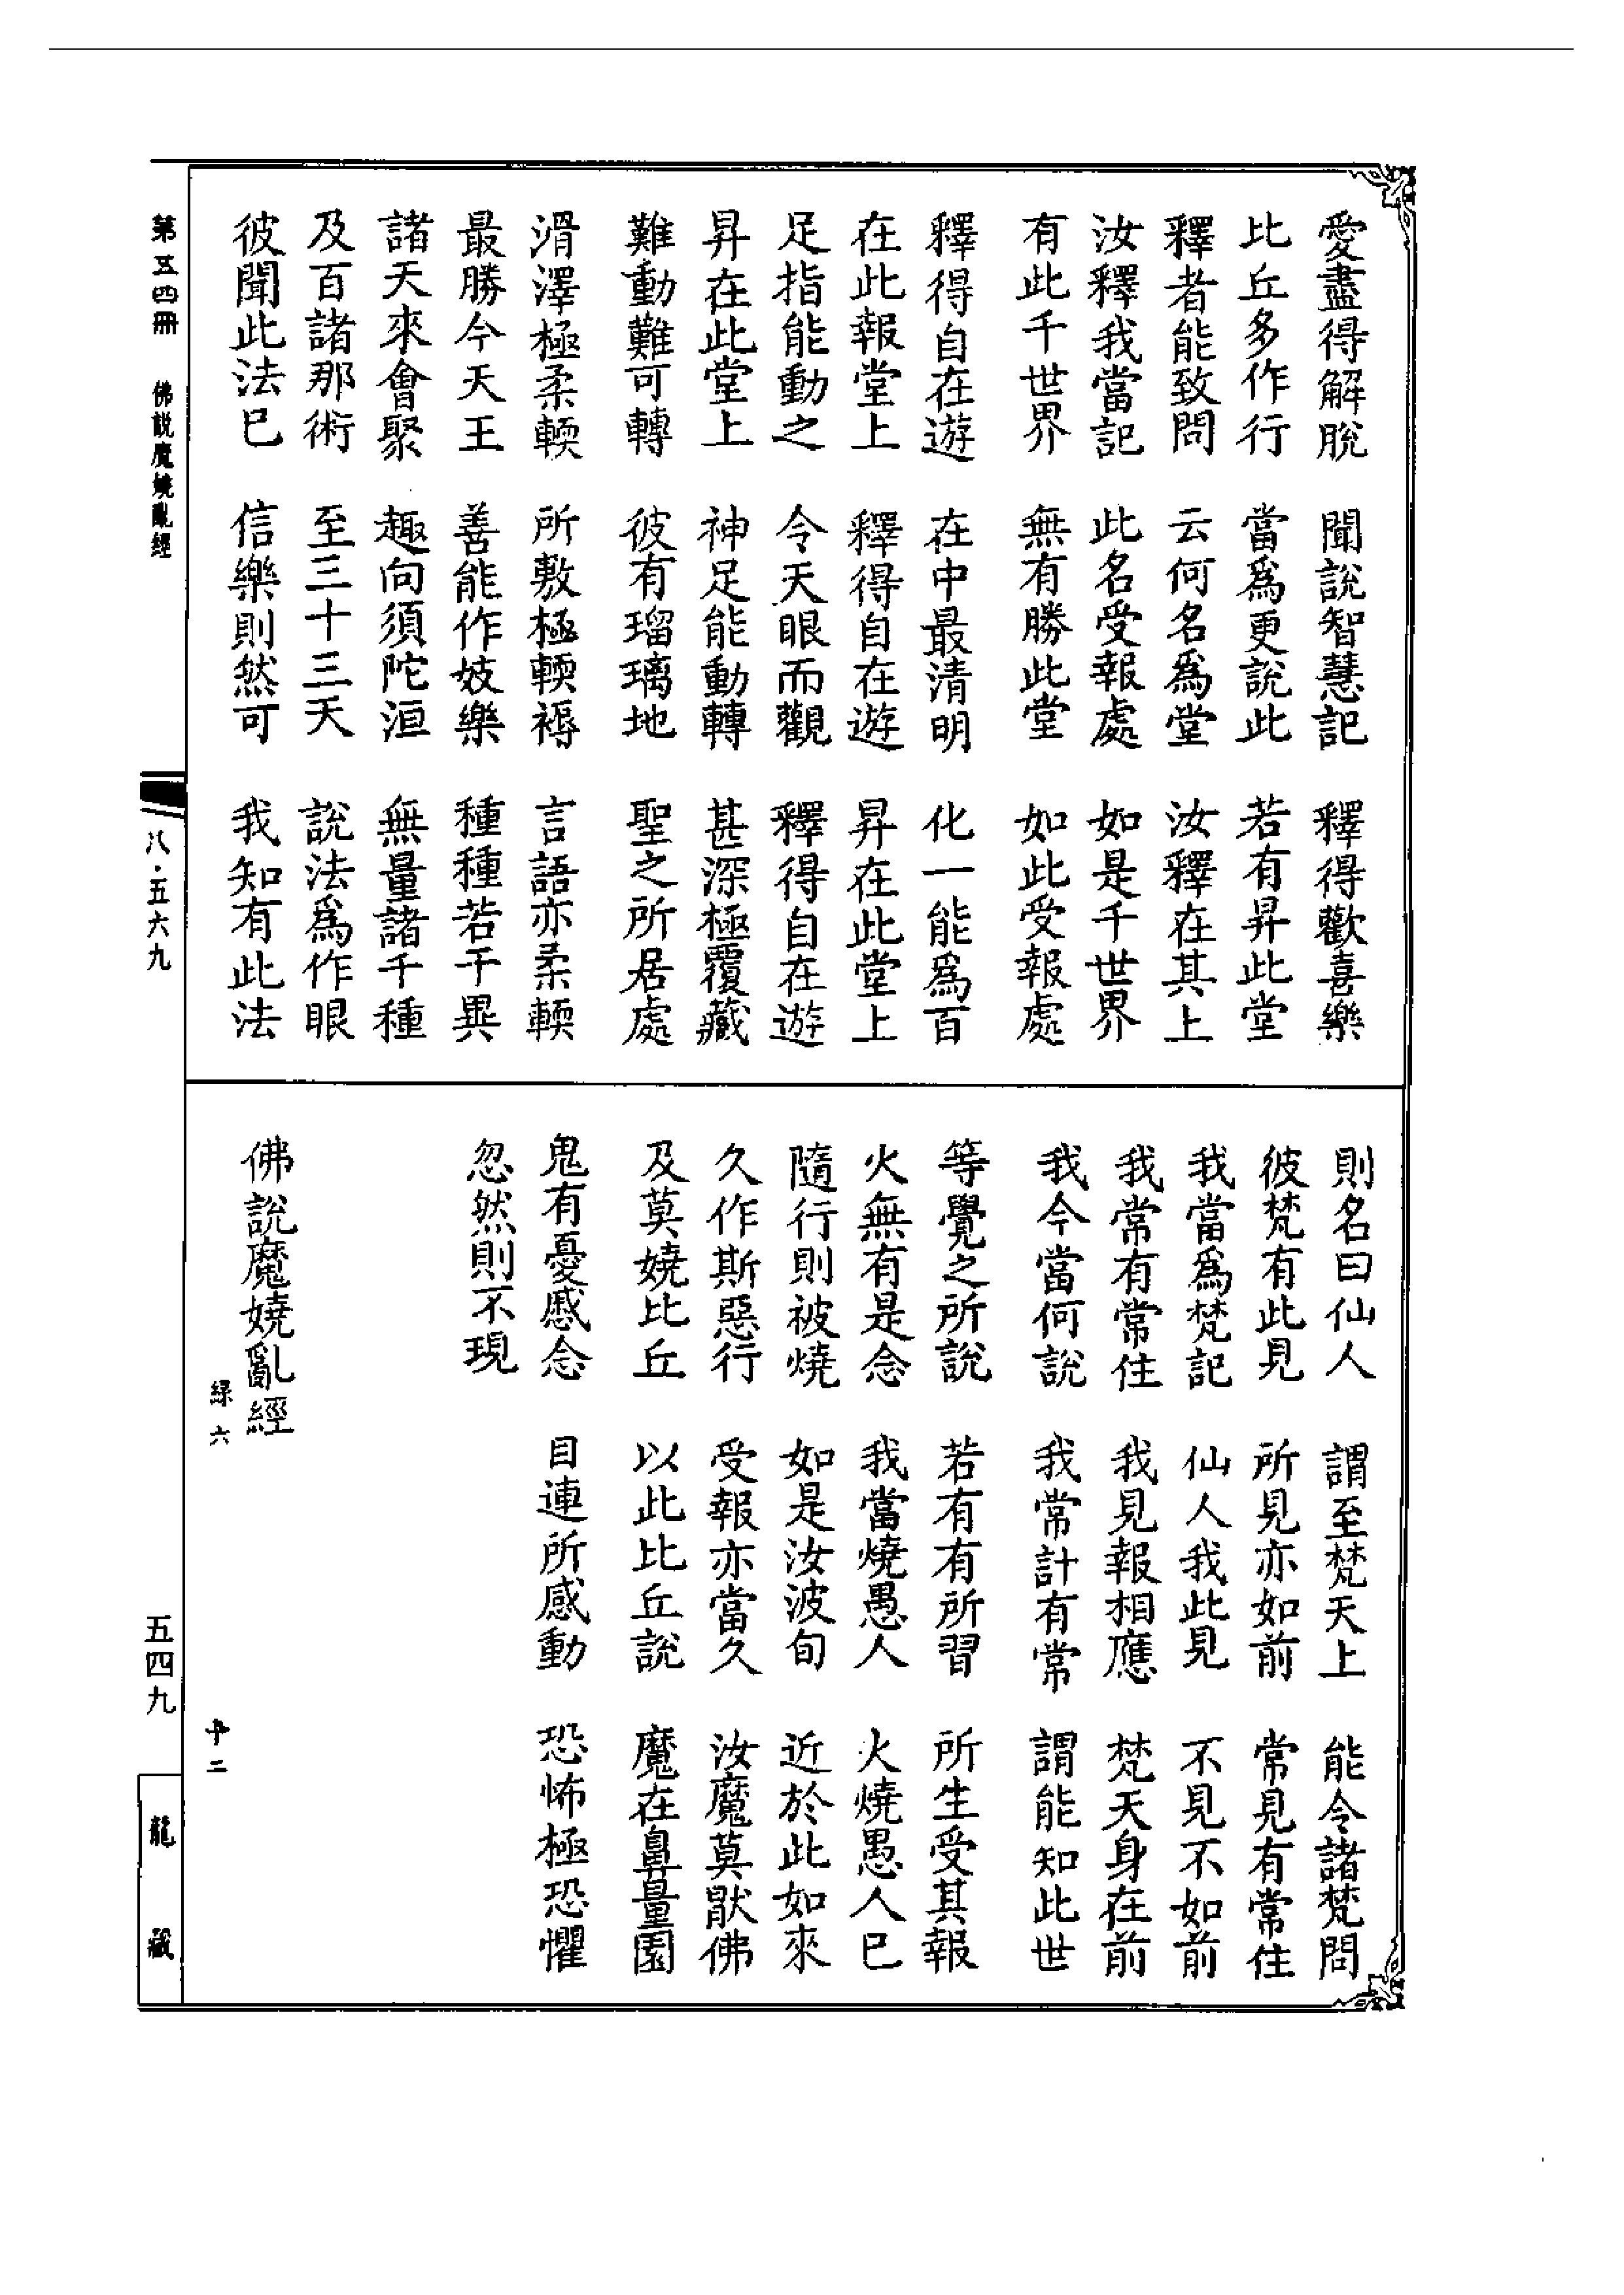 愛盡得解脫　聞說智慧記　釋得歡喜樂
比丘多作行　當爲更說此　若有昇此堂
釋者能致問　云何名爲堂　汝釋在其上
汝釋我當記　此名受報處　如是千世界
有此千世界　無有勝此堂　如此受報處
釋得自在遊　在中最清明　化一能爲百
在此報堂上　釋得自在遊　昇在此堂上
足指能動之　令天眼而觀　釋得自在遊
昇在此堂上　神足能動轉　甚深極覆藏
難動難可轉　彼有瑠璃地　聖之所居處
滑澤極柔輭　所敷極輭褥　言語亦柔輭
最勝今天王　善能作妓樂　種種若干異
諸天來會聚　趣向須陀洹　無量諸千種
及百諸那術　至三十三天　說法爲作眼
彼聞此法已　信樂則然可　我知有此法
則名曰仙人　謂至梵天上　能令諸梵問
彼梵有此見　所見亦如前　常見有常住
我當爲梵記　仙人我此見　不見不如前
我常有常住　我見報相應　梵天身在前
我今當何說　我常計有常　謂能知此世
等覺之所說　若有有所習　所生受其報
火無有是念　我當燒愚人　火燒愚人已
隨行則被燒　如是汝波旬　近於此如來
久作斯惡行　受報亦當久　汝魔莫厭佛
及莫嬈比丘　以此比丘說　魔在鼻量園
鬼有憂慼念　目連所感動　恐怖極恐懼
忽然則不現
佛說魔嬈亂經
緑六　十二
第五四冊　佛説魔嬈亂經
八·五六九
五四九
龍藏